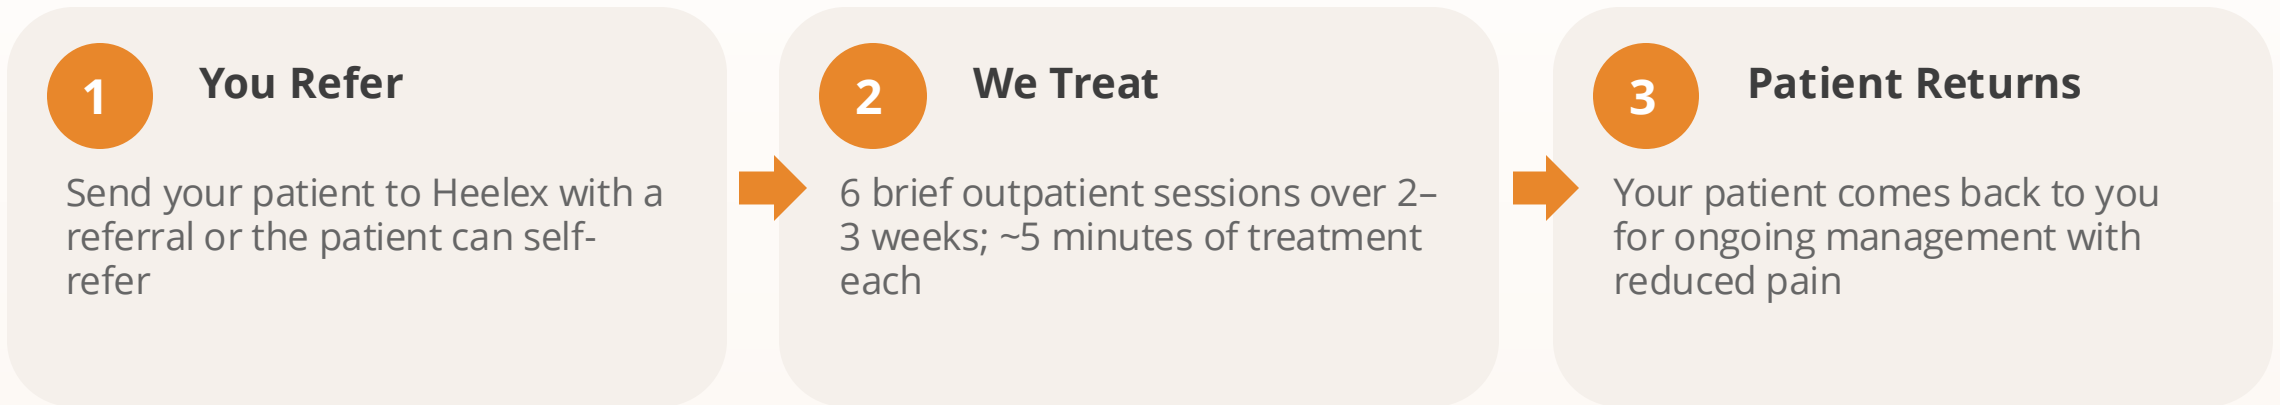 1
You Refer
Send your patient to Heelex with a
referral or the patient can self-
refer
2
We Treat
6 brief outpatient sessions over 2–
3 weeks; ~5 minutes of treatment
each
3
Patient Returns
Your patient comes back to you
for ongoing management with
reduced pain